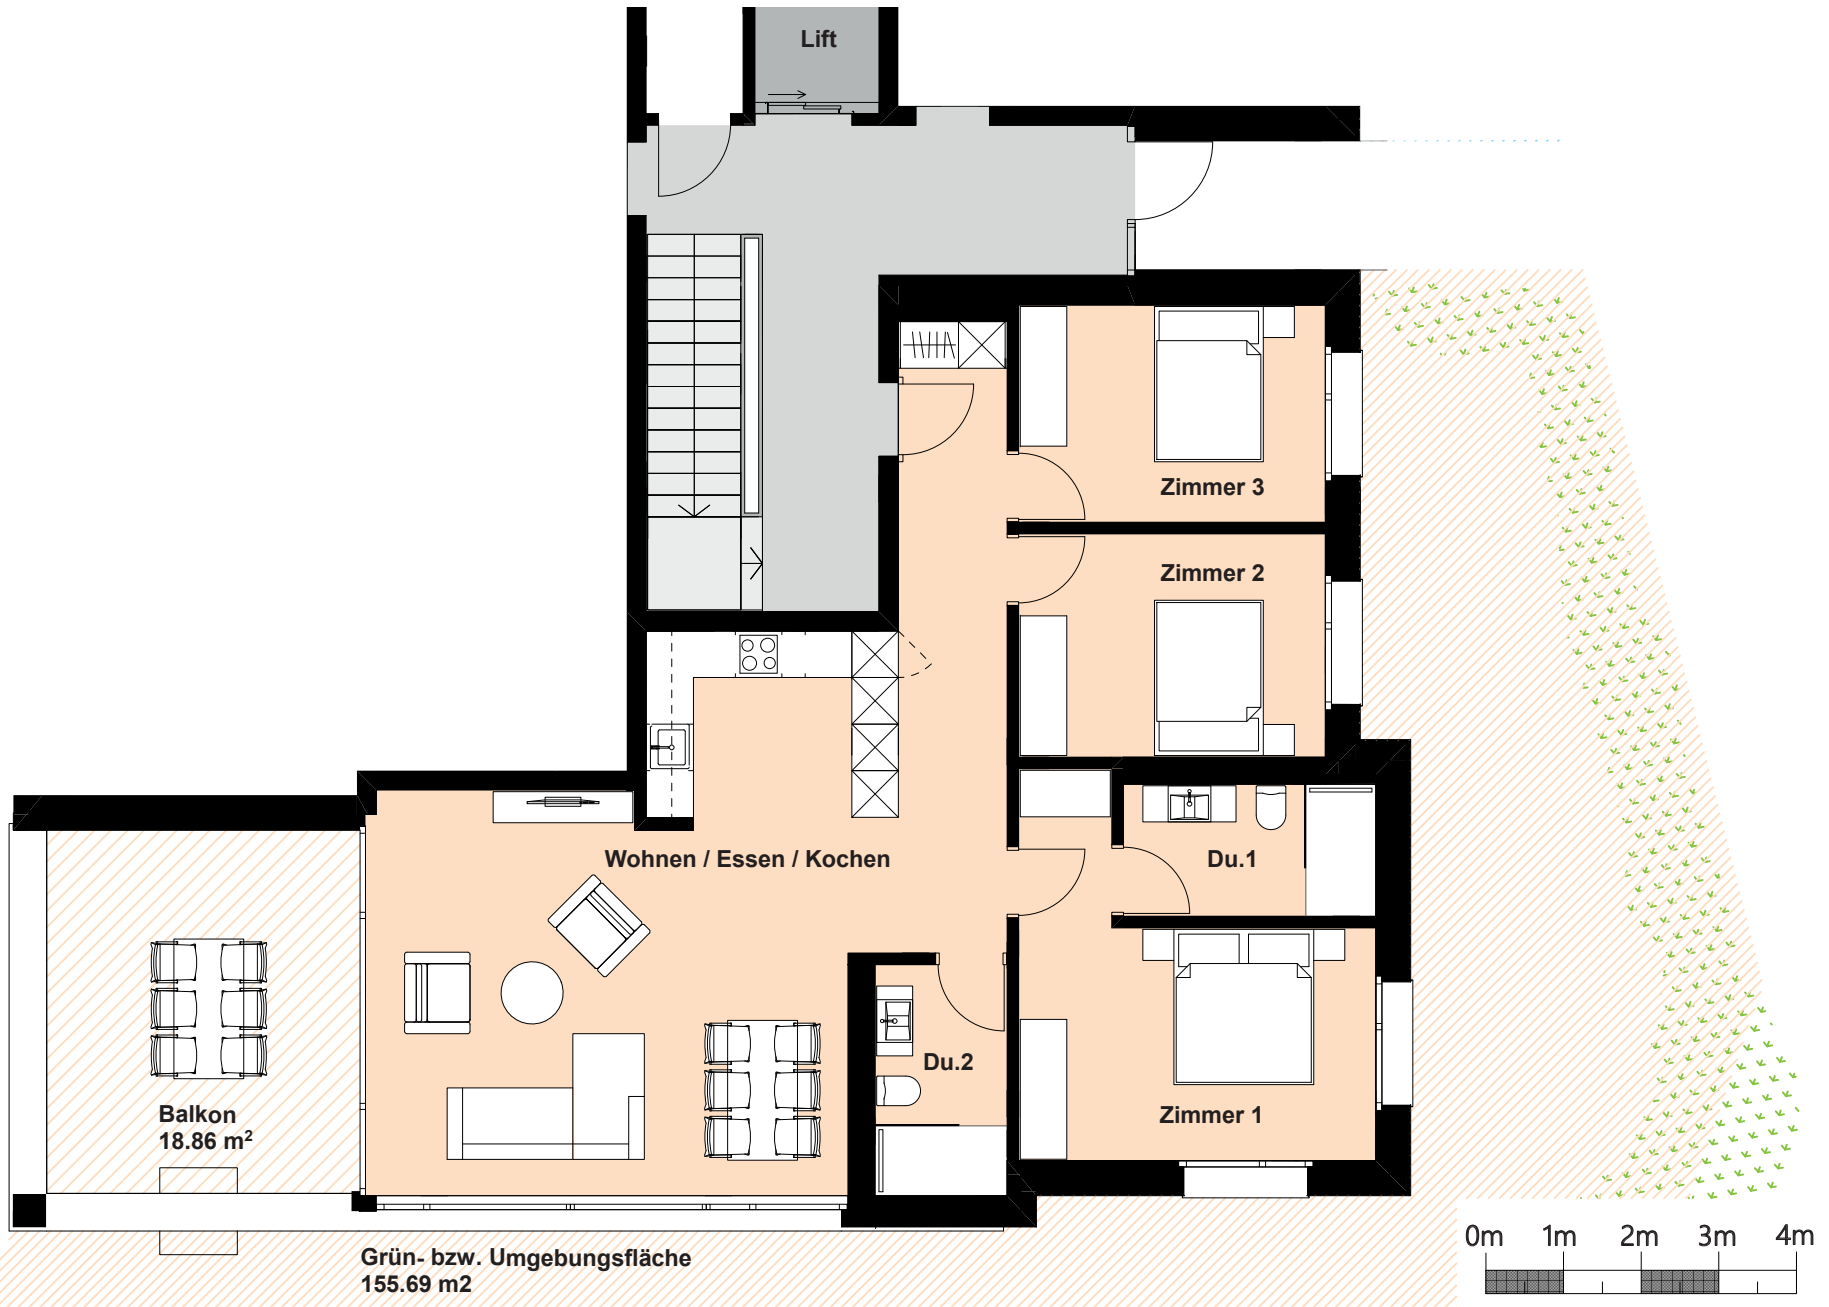 Lift
Zimmer 3
Zimmer 2
Wohnen / Essen / Kochen
Du.1
Du.2
Zimmer 1
Balkon
18.86 m²
Grün- bzw. Umgebungsfläche
155.69 m2
0m 1m 2m 3m 4m